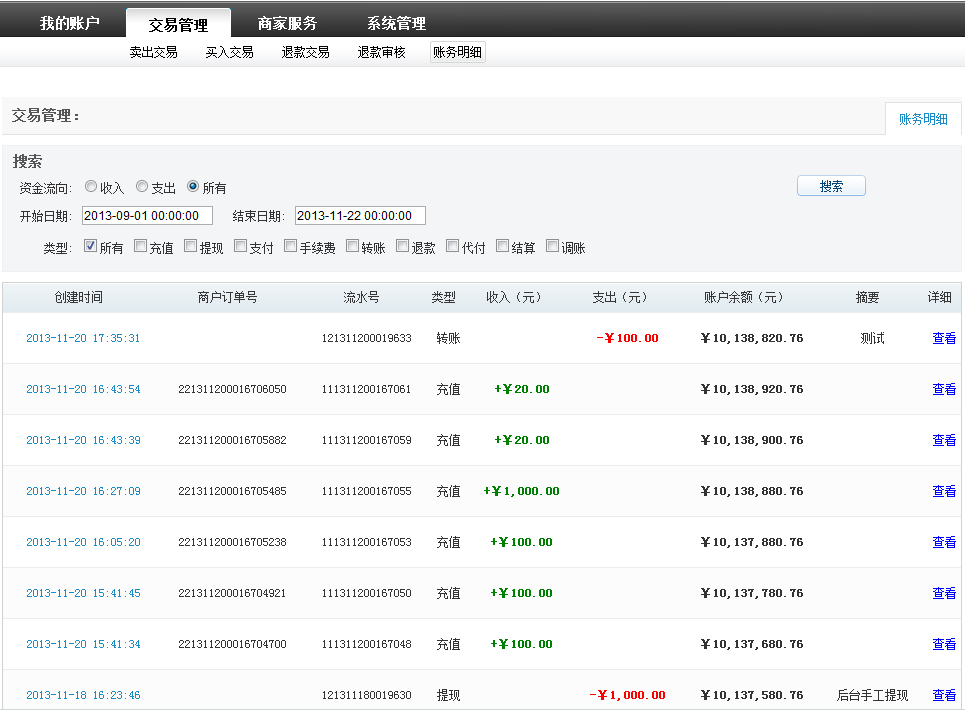 我的账户 交易管理 商家服务 系统管理
卖出交易 买入交易 退款交易 退款审核 账务明细
交易管理： 账务明细
搜索
资金流向: 收入 支出 所有 搜索
开始日期: 2013-09-01 00:00:00 结束日期: 2013-11-22 00:00:00
类型: 所有 充值 提现 支付 手续费 转账 退款 代付 结算 调账
创建时间 商户订单号 流水号 类型 收入（元） 支出（元） 账户余额（元） 摘要 详细
2013-11-20 17:35:31 121311200019633 转账 -￥100.00 ￥10,138,820.76 测试 查看
2013-11-20 16:43:54 221311200016706050 111311200167061 充值 +￥20.00 ￥10,138,920.76 查看
2013-11-20 16:43:39 221311200016705882 111311200167059 充值 +￥20.00 ￥10,138,900.76 查看
2013-11-20 16:27:09 221311200016705485 111311200167055 充值 +￥1,000.00 ￥10,138,880.76 查看
2013-11-20 16:05:20 221311200016705238 111311200167053 充值 +￥100.00 ￥10,137,880.76 查看
2013-11-20 15:41:45 221311200016704921 111311200167050 充值 +￥100.00 ￥10,137,780.76 查看
2013-11-20 15:41:34 221311200016704700 111311200167048 充值 +￥100.00 ￥10,137,680.76 查看
2013-11-18 16:23:46 121311180019630 提现 -￥1,000.00 ￥10,137,580.76 后台手工提现 查看